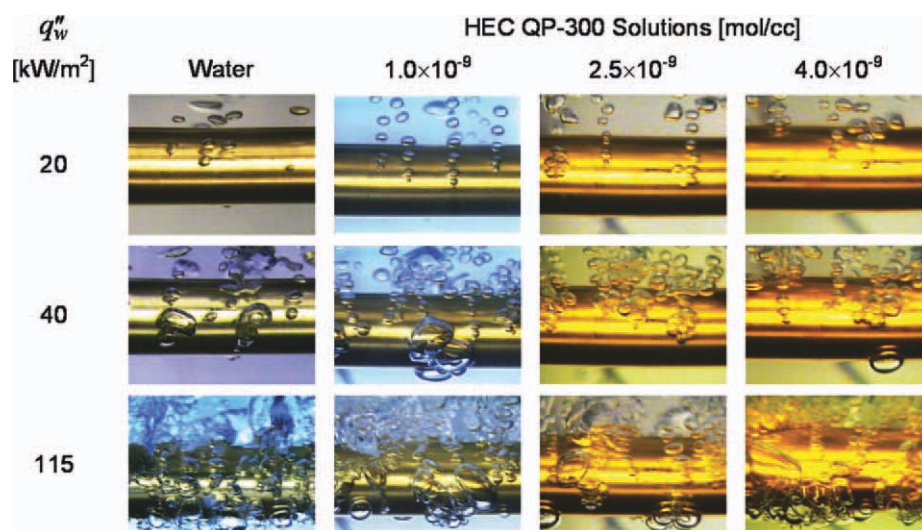 q″w HEC QP-300 Solutions [mol/cc]
[kW/m²] Water 1.0×10⁻⁹ 2.5×10⁻⁹ 4.0×10⁻⁹
20
40
115